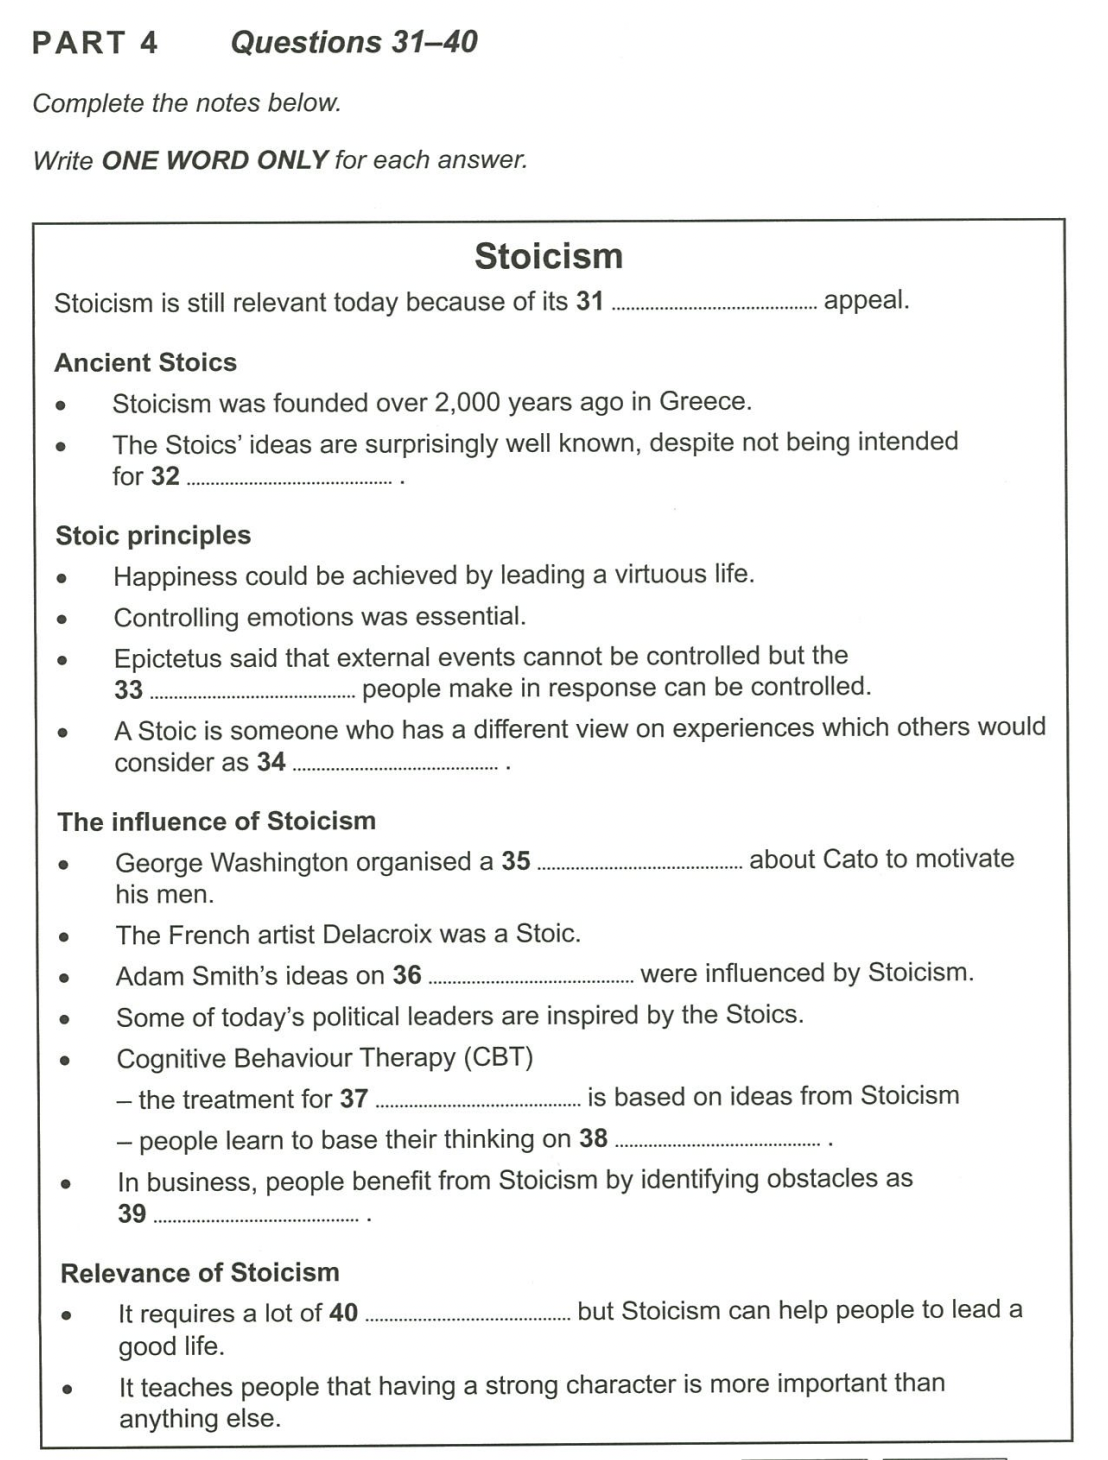 PART 4 Questions 31–40
Complete the notes below.
Write ONE WORD ONLY for each answer.
Stoicism
Stoicism is still relevant today because of its 31 .......................................... appeal.
Ancient Stoics
• Stoicism was founded over 2,000 years ago in Greece.
• The Stoics’ ideas are surprisingly well known, despite not being intended
for 32 .......................................... .
Stoic principles
• Happiness could be achieved by leading a virtuous life.
• Controlling emotions was essential.
• Epictetus said that external events cannot be controlled but the
33 .......................................... people make in response can be controlled.
• A Stoic is someone who has a different view on experiences which others would
consider as 34 .......................................... .
The influence of Stoicism
• George Washington organised a 35 .......................................... about Cato to motivate
his men.
• The French artist Delacroix was a Stoic.
• Adam Smith’s ideas on 36 .......................................... were influenced by Stoicism.
• Some of today’s political leaders are inspired by the Stoics.
• Cognitive Behaviour Therapy (CBT)
– the treatment for 37 .......................................... is based on ideas from Stoicism
– people learn to base their thinking on 38 .......................................... .
• In business, people benefit from Stoicism by identifying obstacles as
39 .......................................... .
Relevance of Stoicism
• It requires a lot of 40 .......................................... but Stoicism can help people to lead a
good life.
• It teaches people that having a strong character is more important than
anything else.